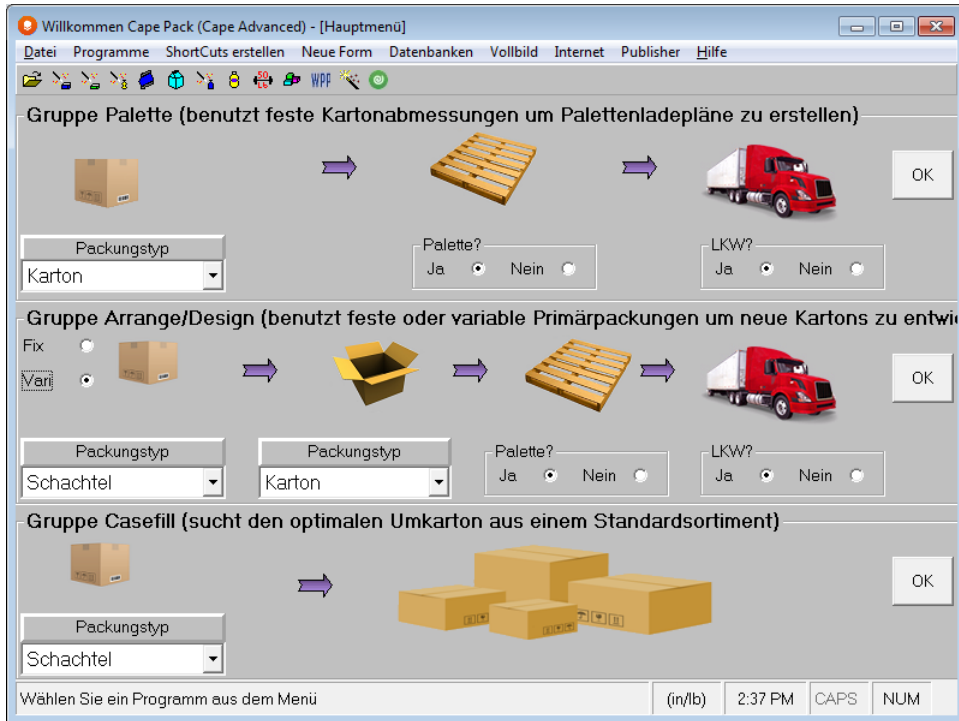 Willkommen Cape Pack (Cape Advanced) - [Hauptmenü]
Datei Programme ShortCuts erstellen Neue Form Datenbanken Vollbild Internet Publisher Hilfe
WPP
Gruppe Palette (benutzt feste Kartonabmessungen um Palettenladepläne zu erstellen)
OK
Packungstyp
Karton
Palette?
Ja Nein
LKW?
Ja Nein
Gruppe Arrange/Design (benutzt feste oder variable Primärpackungen um neue Kartons zu entwi
Fix
Vari
OK
Packungstyp
Schachtel
Packungstyp
Karton
Palette?
Ja Nein
LKW?
Ja Nein
Gruppe Casefill (sucht den optimalen Umkarton aus einem Standardsortiment)
OK
Packungstyp
Schachtel
Wählen Sie ein Programm aus dem Menü (in/lb) 2:37 PM CAPS NUM